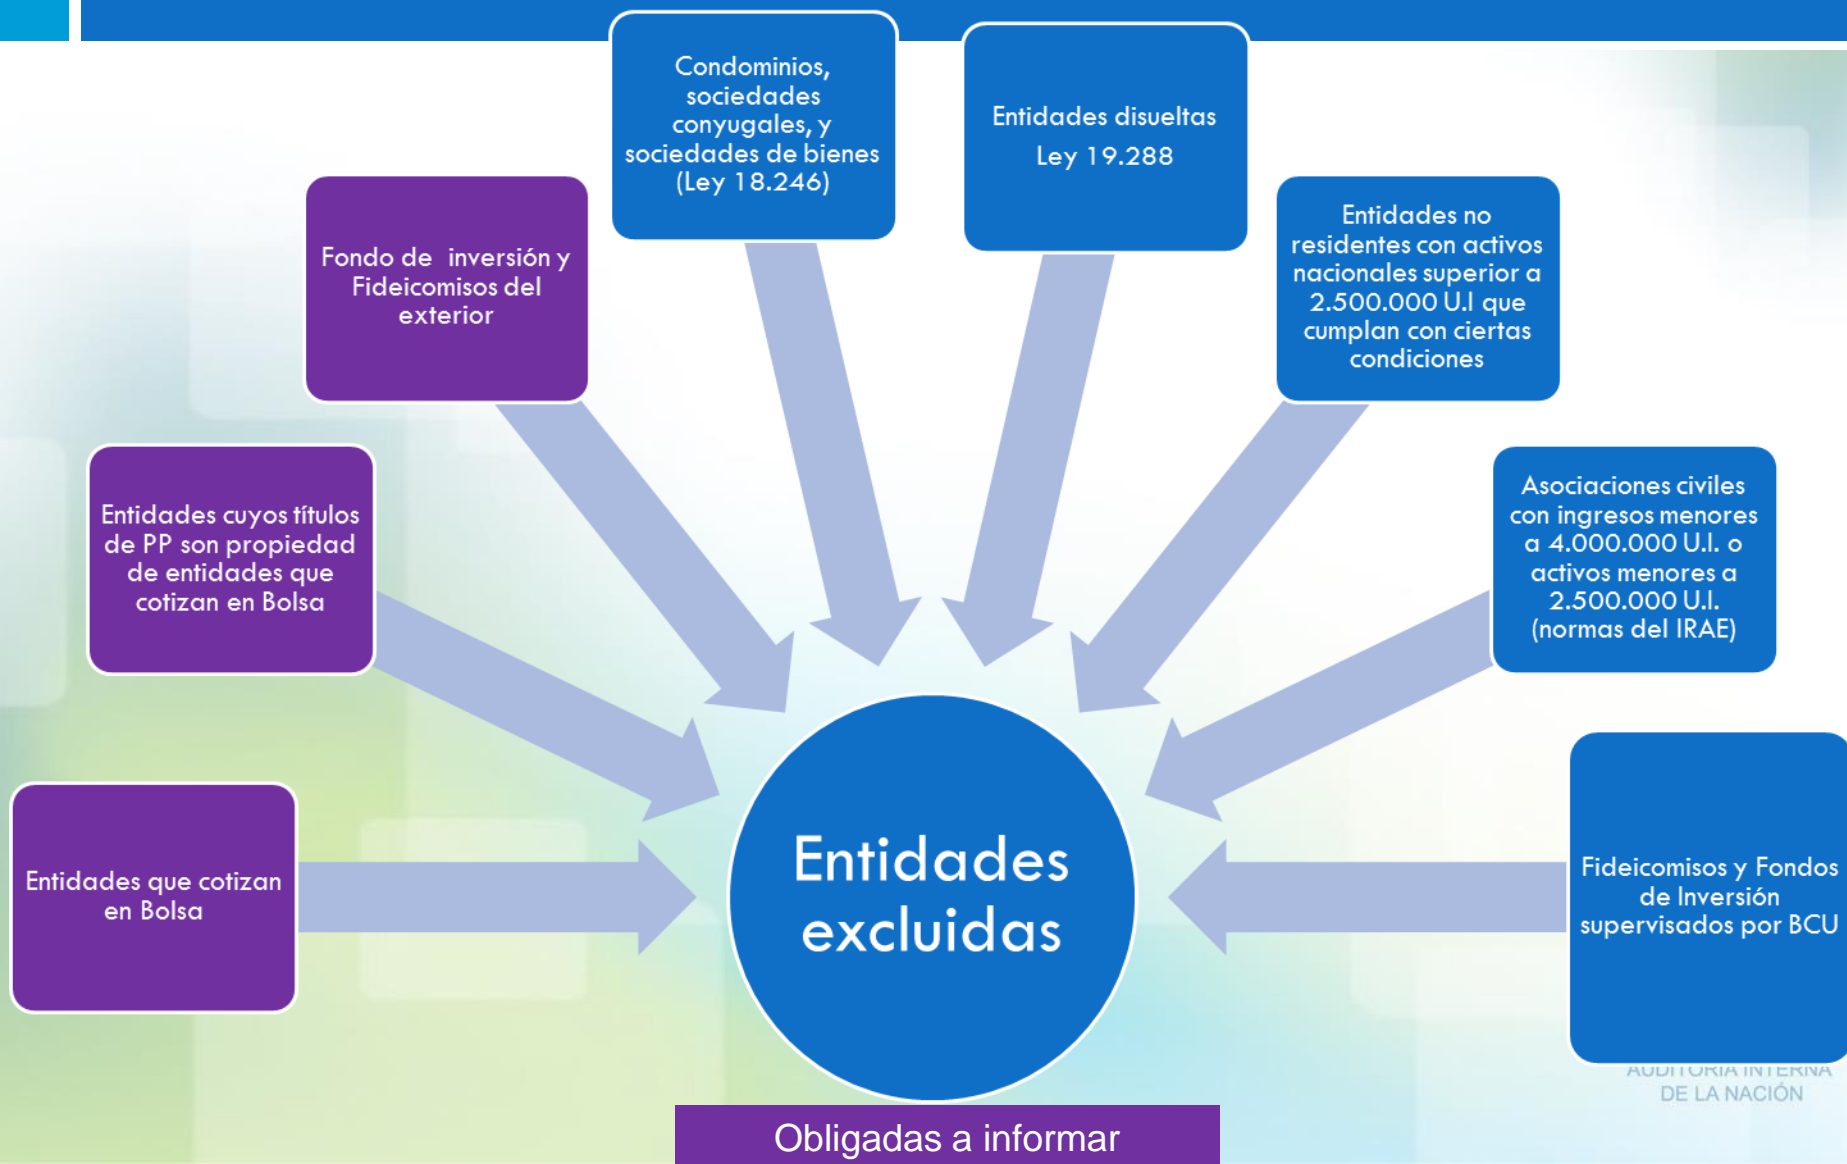 Condominios,
sociedades
conyugales, y
sociedades de bienes
(Ley 18.246)
Entidades disueltas
Ley 19.288
Fondo de inversión y
Fideicomisos del
exterior
Entidades no
residentes con activos
nacionales superior a
2.500.000 U.I que
cumplan con ciertas
condiciones
Entidades cuyos títulos
de PP son propiedad
de entidades que
cotizan en Bolsa
Asociaciones civiles
con ingresos menores
a 4.000.000 U.I. o
activos menores a
2.500.000 U.I.
(normas del IRAE)
Entidades que cotizan
en Bolsa
Entidades
excluidas
Fideicomisos y Fondos
de Inversión
supervisados por BCU
AUDITORÍA INTERNA
DE LA NACIÓN
Obligadas a informar